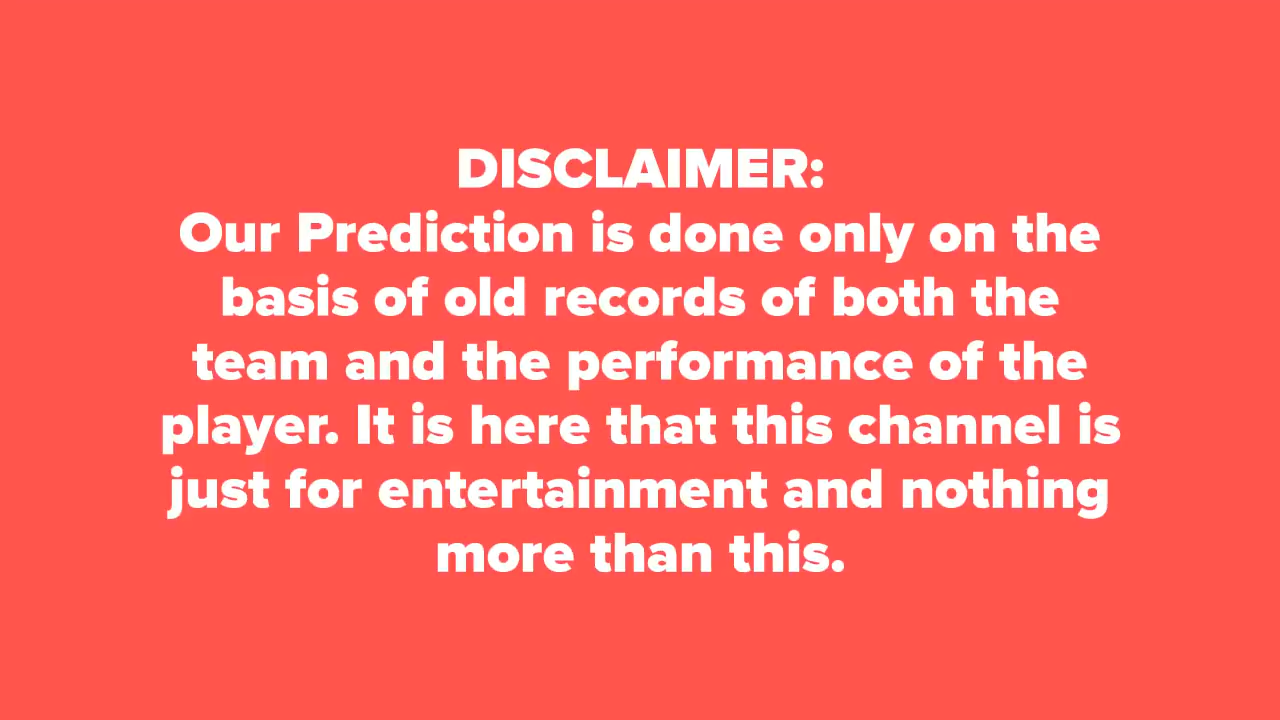 DISCLAIMER:
Our Prediction is done only on the
basis of old records of both the
team and the performance of the
player. It is here that this channel is
just for entertainment and nothing
more than this.